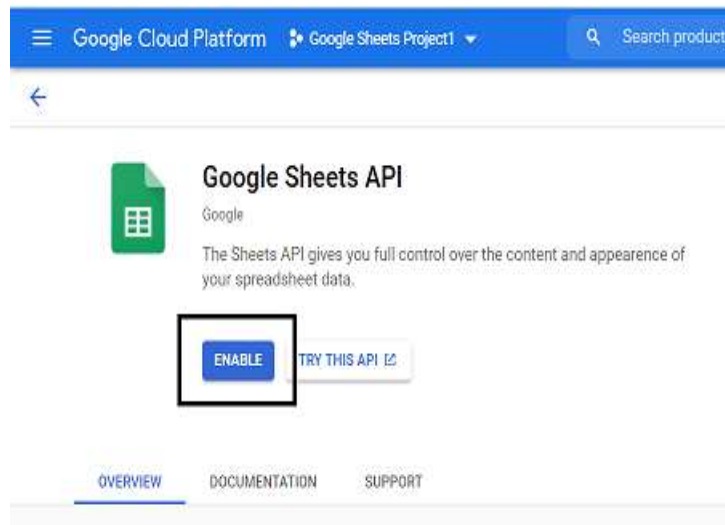 Google Cloud Platform Google Sheets Project1 Search product
Google Sheets API
Google
The Sheets API gives you full control over the content and appearence of
your spreadsheet data.
ENABLE TRY THIS API
OVERVIEW DOCUMENTATION SUPPORT